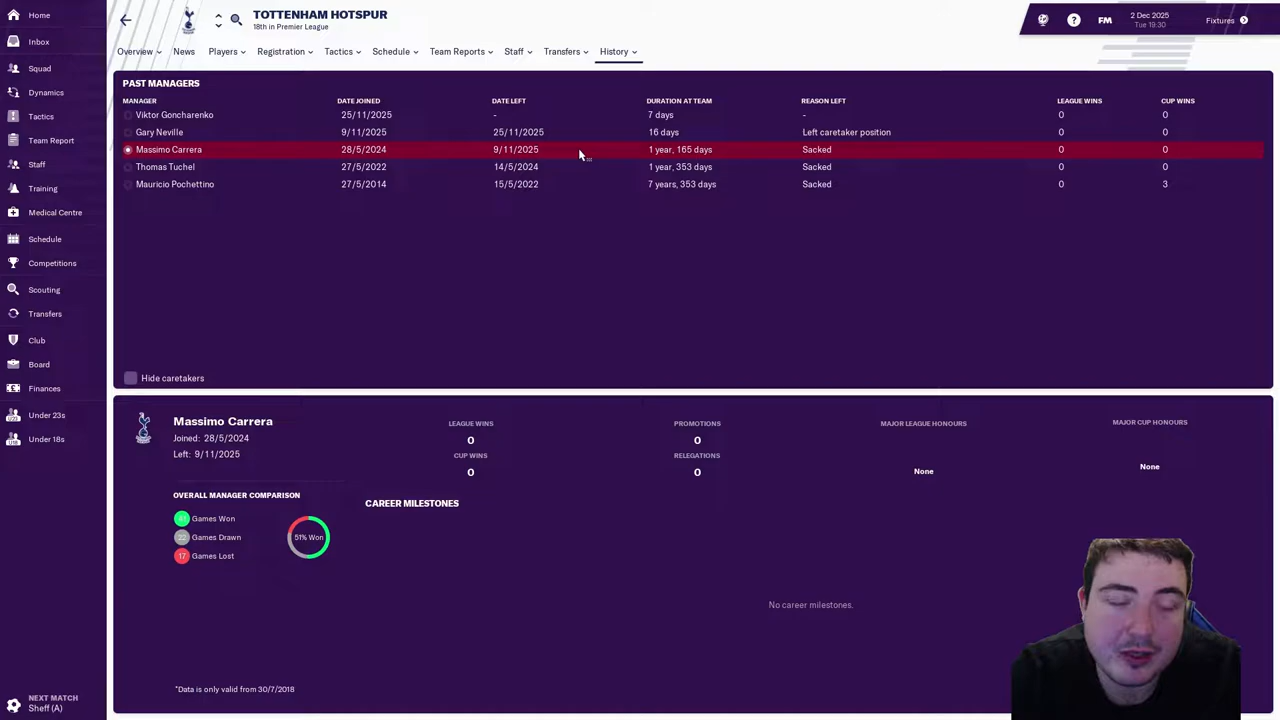 Home
Inbox
Squad
Dynamics
Tactics
Team Report
Staff
Training
Medical Centre
Schedule
Competitions
Scouting
Transfers
Club
Board
Finances
Under 23s
Under 18s
NEXT MATCH
Sheff (A)
TOTTENHAM HOTSPUR
18th in Premier League
? FM 2 Dec 2025 Fixtures
Tue 19:30
Overview News Players Registration Tactics Schedule Team Reports Staff Transfers History
PAST MANAGERS
MANAGER DATE JOINED DATE LEFT DURATION AT TEAM REASON LEFT LEAGUE WINS CUP WINS
Viktor Goncharenko 25/11/2025 - 7 days - 0 0
Gary Neville 9/11/2025 25/11/2025 16 days Left caretaker position 0 0
Massimo Carrera 28/5/2024 9/11/2025 1 year, 165 days Sacked 0 0
Thomas Tuchel 27/5/2022 14/5/2024 1 year, 353 days Sacked 0 0
Mauricio Pochettino 27/5/2014 15/5/2022 7 years, 353 days Sacked 0 3
Hide caretakers
Massimo Carrera
Joined: 28/5/2024
Left: 9/11/2025
LEAGUE WINS PROMOTIONS MAJOR LEAGUE HONOURS MAJOR CUP HONOURS
0 0
CUP WINS RELEGATIONS None None
0 0
OVERALL MANAGER COMPARISON
Games Won
22 Games Drawn
17 Games Lost
51% Won
CAREER MILESTONES
No career milestones.
*Data is only valid from 30/7/2018